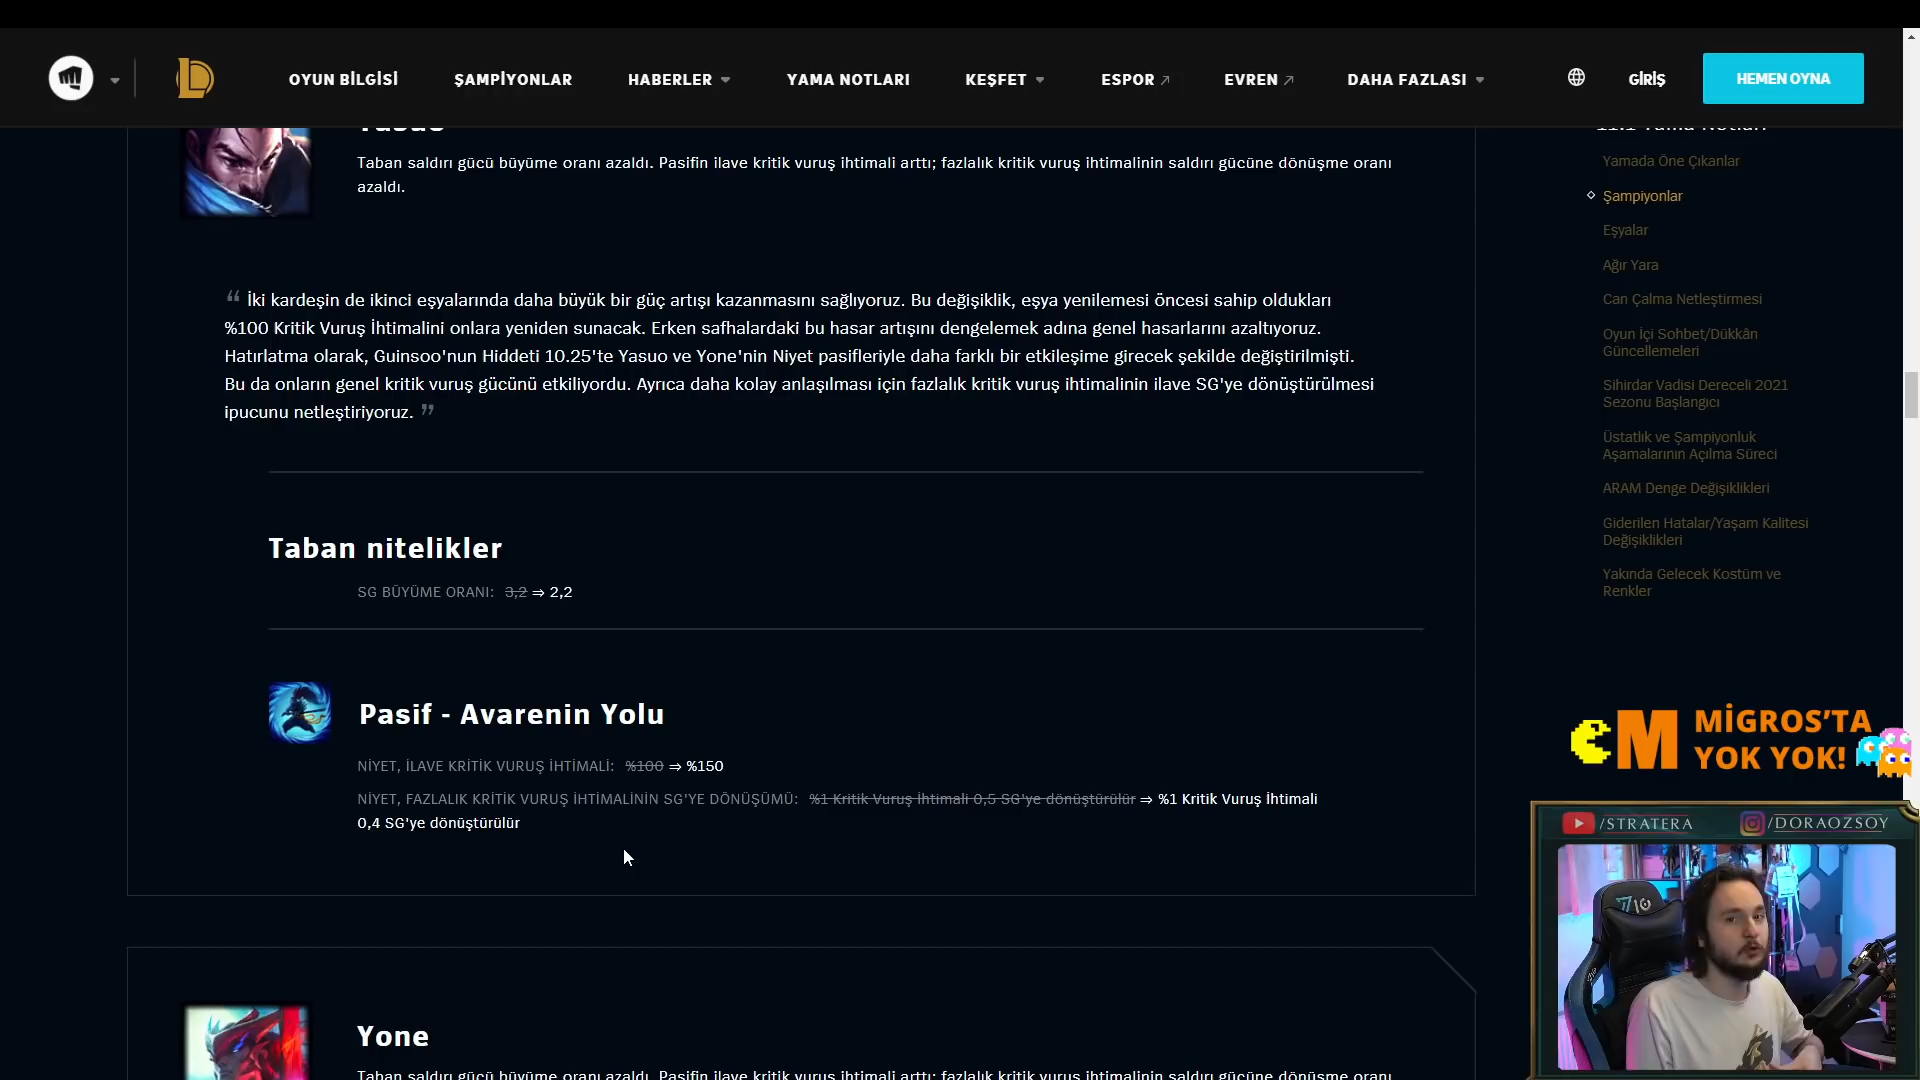 OYUN BİLGİSİ
ŞAMPİYONLAR
HABERLER
YAMA NOTLARI
KEŞFET
ESPOR
EVREN
DAHA FAZLASI
GİRİŞ
HEMEN OYNA
Yasuo
Taban saldırı gücü büyüme oranı azaldı. Pasifin ilave kritik vuruş ihtimali arttı; fazlalık kritik vuruş ihtimalinin saldırı gücüne dönüşme oranı
azaldı.
“ İki kardeşin de ikinci eşyalarında daha büyük bir güç artışı kazanmasını sağlıyoruz. Bu değişiklik, eşya yenilemesi öncesi sahip oldukları
%100 Kritik Vuruş İhtimalini onlara yeniden sunacak. Erken safhalardaki bu hasar artışını dengelemek adına genel hasarlarını azaltıyoruz.
Hatırlatma olarak, Guinsoo'nun Hiddeti 10.25'te Yasuo ve Yone'nin Niyet pasifleriyle daha farklı bir etkileşime girecek şekilde değiştirilmişti.
Bu da onların genel kritik vuruş gücünü etkiliyordu. Ayrıca daha kolay anlaşılması için fazlalık kritik vuruş ihtimalinin ilave SG'ye dönüştürülmesi
ipucunu netleştiriyoruz. ”
Taban nitelikler
SG BÜYÜME ORANI: 3,2 ⇒ 2,2
Pasif - Avarenin Yolu
NİYET, İLAVE KRİTİK VURUŞ İHTİMALİ: %100 ⇒ %150
NİYET, FAZLALIK KRİTİK VURUŞ İHTİMALİNİN SG'YE DÖNÜŞÜMÜ: %1 Kritik Vuruş İhtimali 0,5 SG'ye dönüştürülür ⇒ %1 Kritik Vuruş İhtimali
0,4 SG'ye dönüştürülür
Yone
Taban saldırı gücü büyüme oranı azaldı. Pasifin ilave kritik vuruş ihtimali arttı; fazlalık kritik vuruş ihtimalinin saldırı gücüne dönüşme oranı
11.1 Yama Notları
Yamada Öne Çıkanlar
Şampiyonlar
Eşyalar
Ağır Yara
Can Çalma Netleştirmesi
Oyun İçi Sohbet/Dükkân
Güncellemeleri
Sihirdar Vadisi Dereceli 2021
Sezonu Başlangıcı
Üstatlık ve Şampiyonluk
Aşamalarının Açılma Süreci
ARAM Denge Değişiklikleri
Giderilen Hatalar/Yaşam Kalitesi
Değişiklikleri
Yakında Gelecek Kostüm ve
Renkler
M MİGROS'TA
YOK YOK!
/STRATERA
/DORAOZSOY